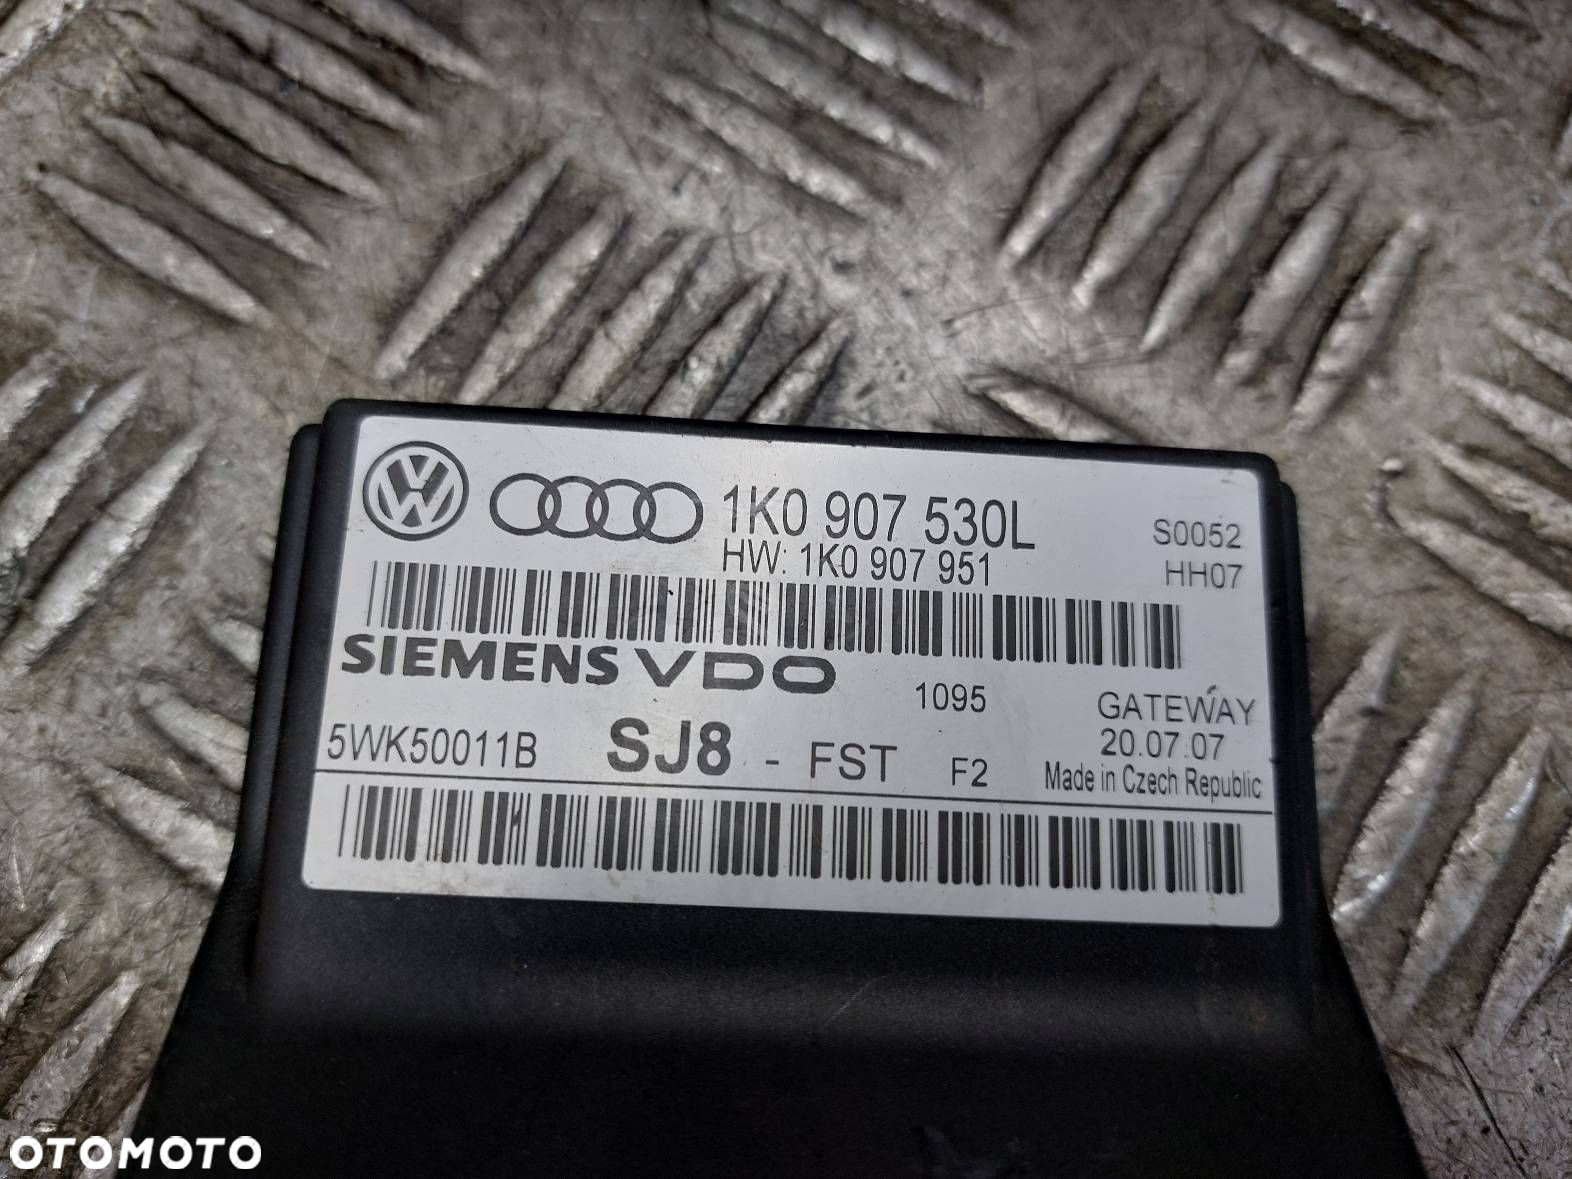 1K0 907 530L
HW: 1K0 907 951
S0052
HH07
SIEMENS VDO
1095
GATEWAY
20.07.07
5WK50011B
SJ8 - FST F2
Made in Czech Republic
OTOMOTO